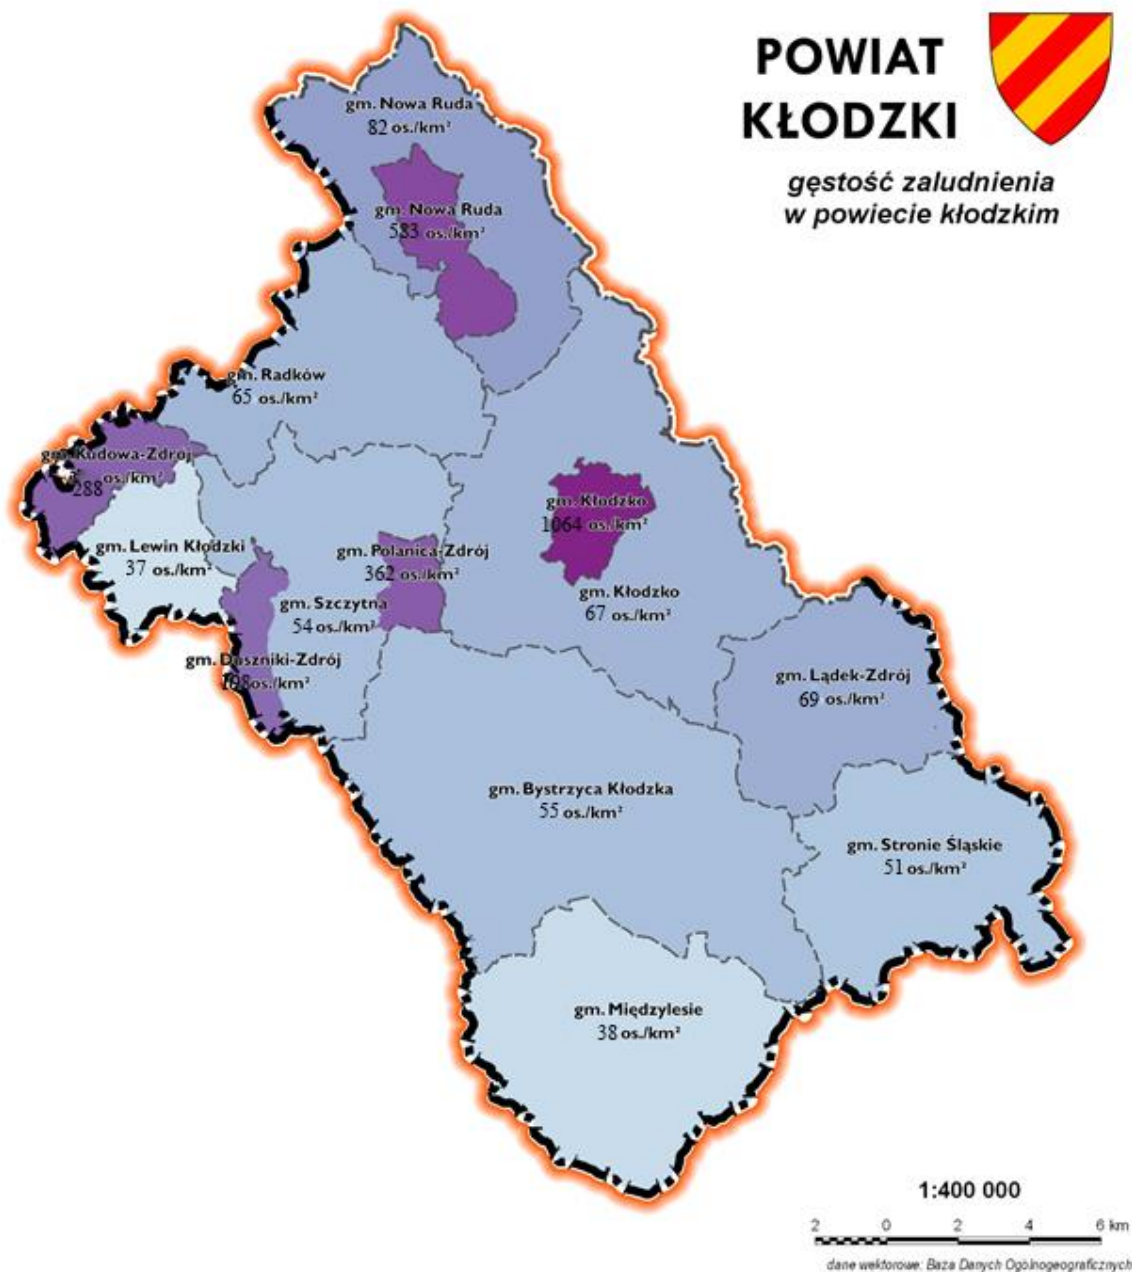 POWIAT
KŁODZKI
gęstość zaludnienia
w powiecie kłodzkim
gm. Nowa Ruda
82 os./km²
gm. Nowa Ruda
583 os./km²
gm. Radków
65 os./km²
gm. Kudowa-Zdrój
288 os./km²
gm. Lewin Kłodzki
37 os./km²
gm. Polanica-Zdrój
362 os./km²
gm. Kłodzko
1064 os./km²
gm. Kłodzko
67 os./km²
gm. Szczytna
54 os./km²
gm. Duszniki-Zdrój
198 os./km²
gm. Lądek-Zdrój
69 os./km²
gm. Bystrzyca Kłodzka
55 os./km²
gm. Stronie Śląskie
51 os./km²
gm. Międzylesie
38 os./km²
1:400 000
2 0 2 4 6 km
dane wektorowe: Baza Danych Ogólnogeograficznych